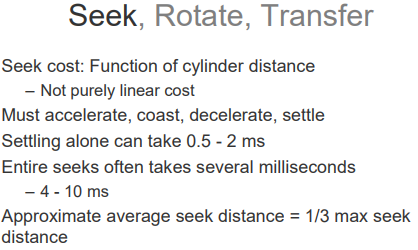 Seek, Rotate, Transfer
Seek cost: Function of cylinder distance
– Not purely linear cost
Must accelerate, coast, decelerate, settle
Settling alone can take 0.5 - 2 ms
Entire seeks often takes several milliseconds
– 4 - 10 ms
Approximate average seek distance = 1/3 max seek
distance